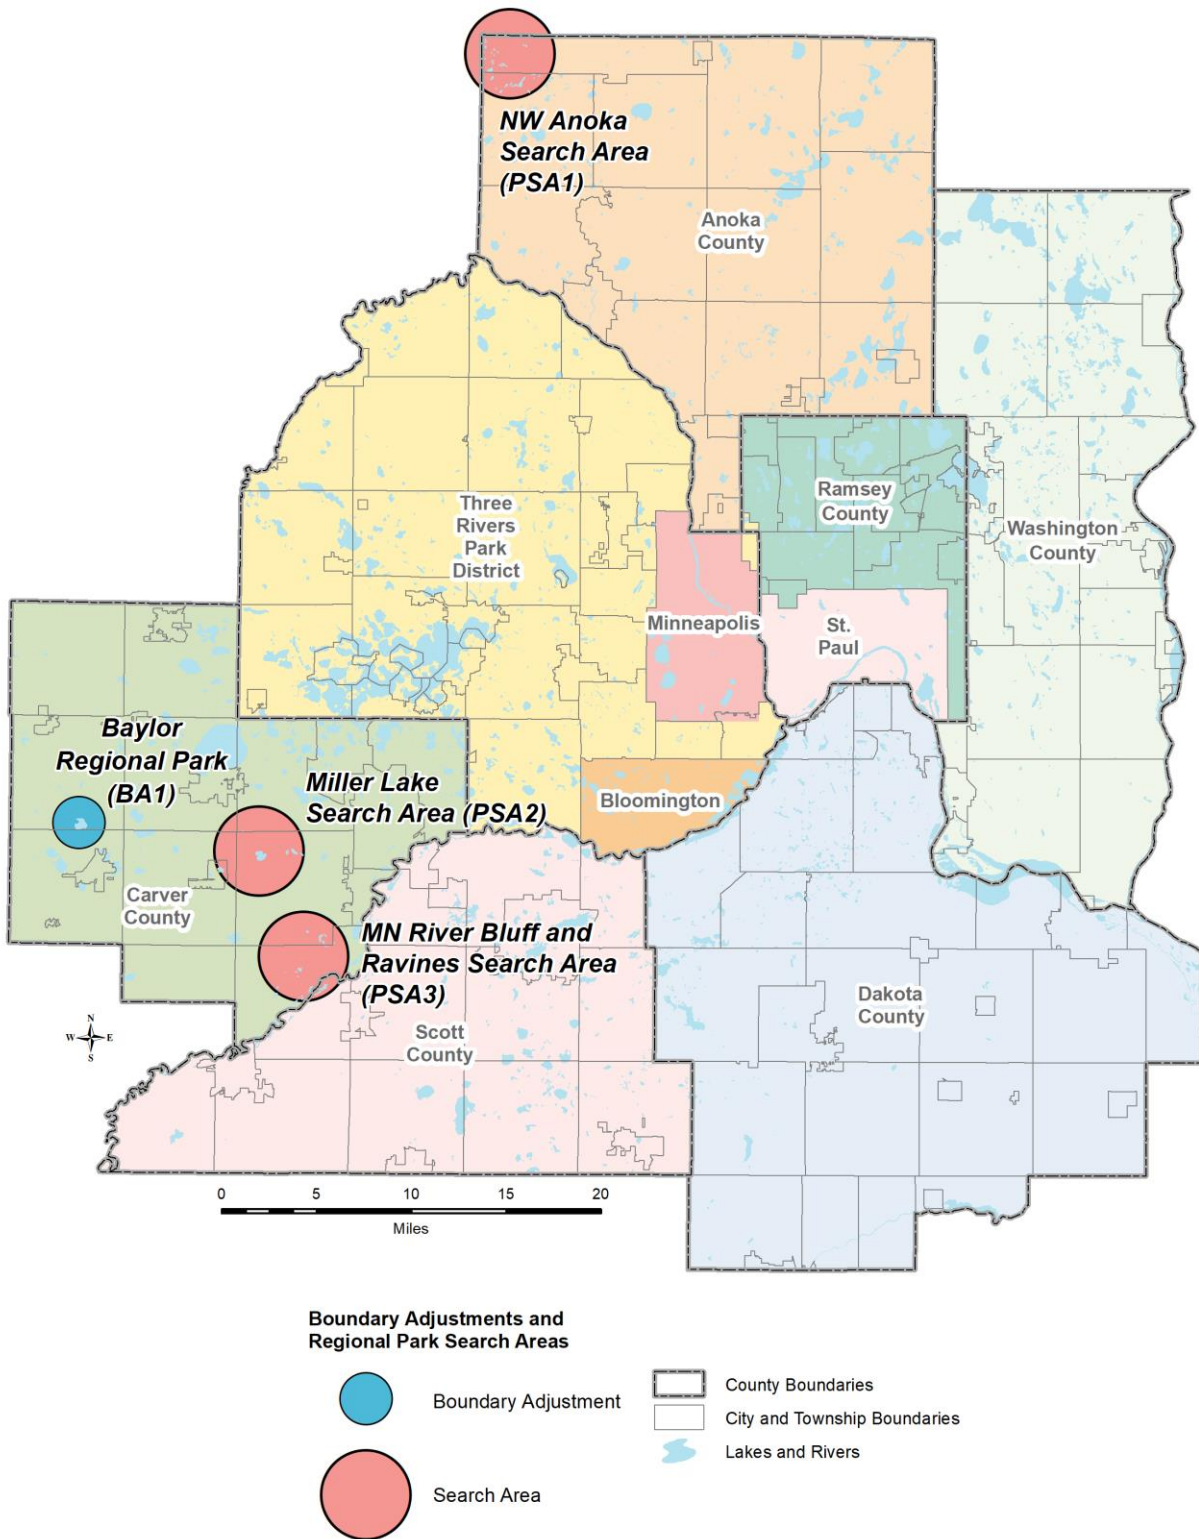 NW Anoka
Search Area
(PSA1)
Anoka
County
Ramsey
County
Three
Rivers
Park
District
Washington
County
Minneapolis
St.
Paul
Baylor
Regional Park
(BA1)
Miller Lake
Search Area (PSA2)
Bloomington
Carver
County
MN River Bluff and
Ravines Search Area
(PSA3)
Dakota
County
Scott
County
N
W E
S
0 5 10 15 20
Miles
Boundary Adjustments and
Regional Park Search Areas
Boundary Adjustment
Search Area
County Boundaries
City and Township Boundaries
Lakes and Rivers